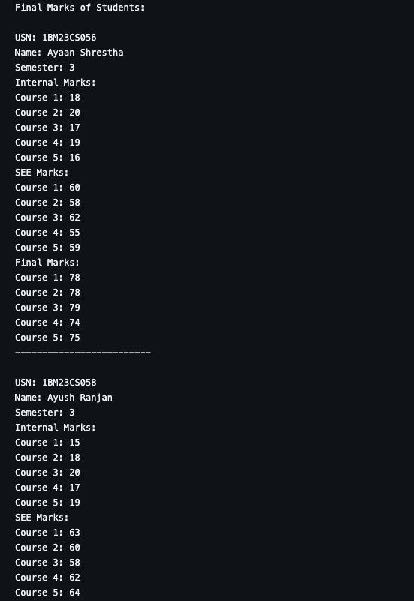 Final Marks of Students:
USN: 1BM23CS056
Name: Ayaan Shrestha
Semester: 3
Internal Marks:
Course 1: 18
Course 2: 20
Course 3: 17
Course 4: 19
Course 5: 16
SEE Marks:
Course 1: 60
Course 2: 58
Course 3: 62
Course 4: 55
Course 5: 59
Final Marks:
Course 1: 78
Course 2: 78
Course 3: 79
Course 4: 74
Course 5: 75
--------------------------
USN: 1BM23CS058
Name: Ayush Ranjan
Semester: 3
Internal Marks:
Course 1: 15
Course 2: 18
Course 3: 20
Course 4: 17
Course 5: 19
SEE Marks:
Course 1: 63
Course 2: 60
Course 3: 58
Course 4: 62
Course 5: 64